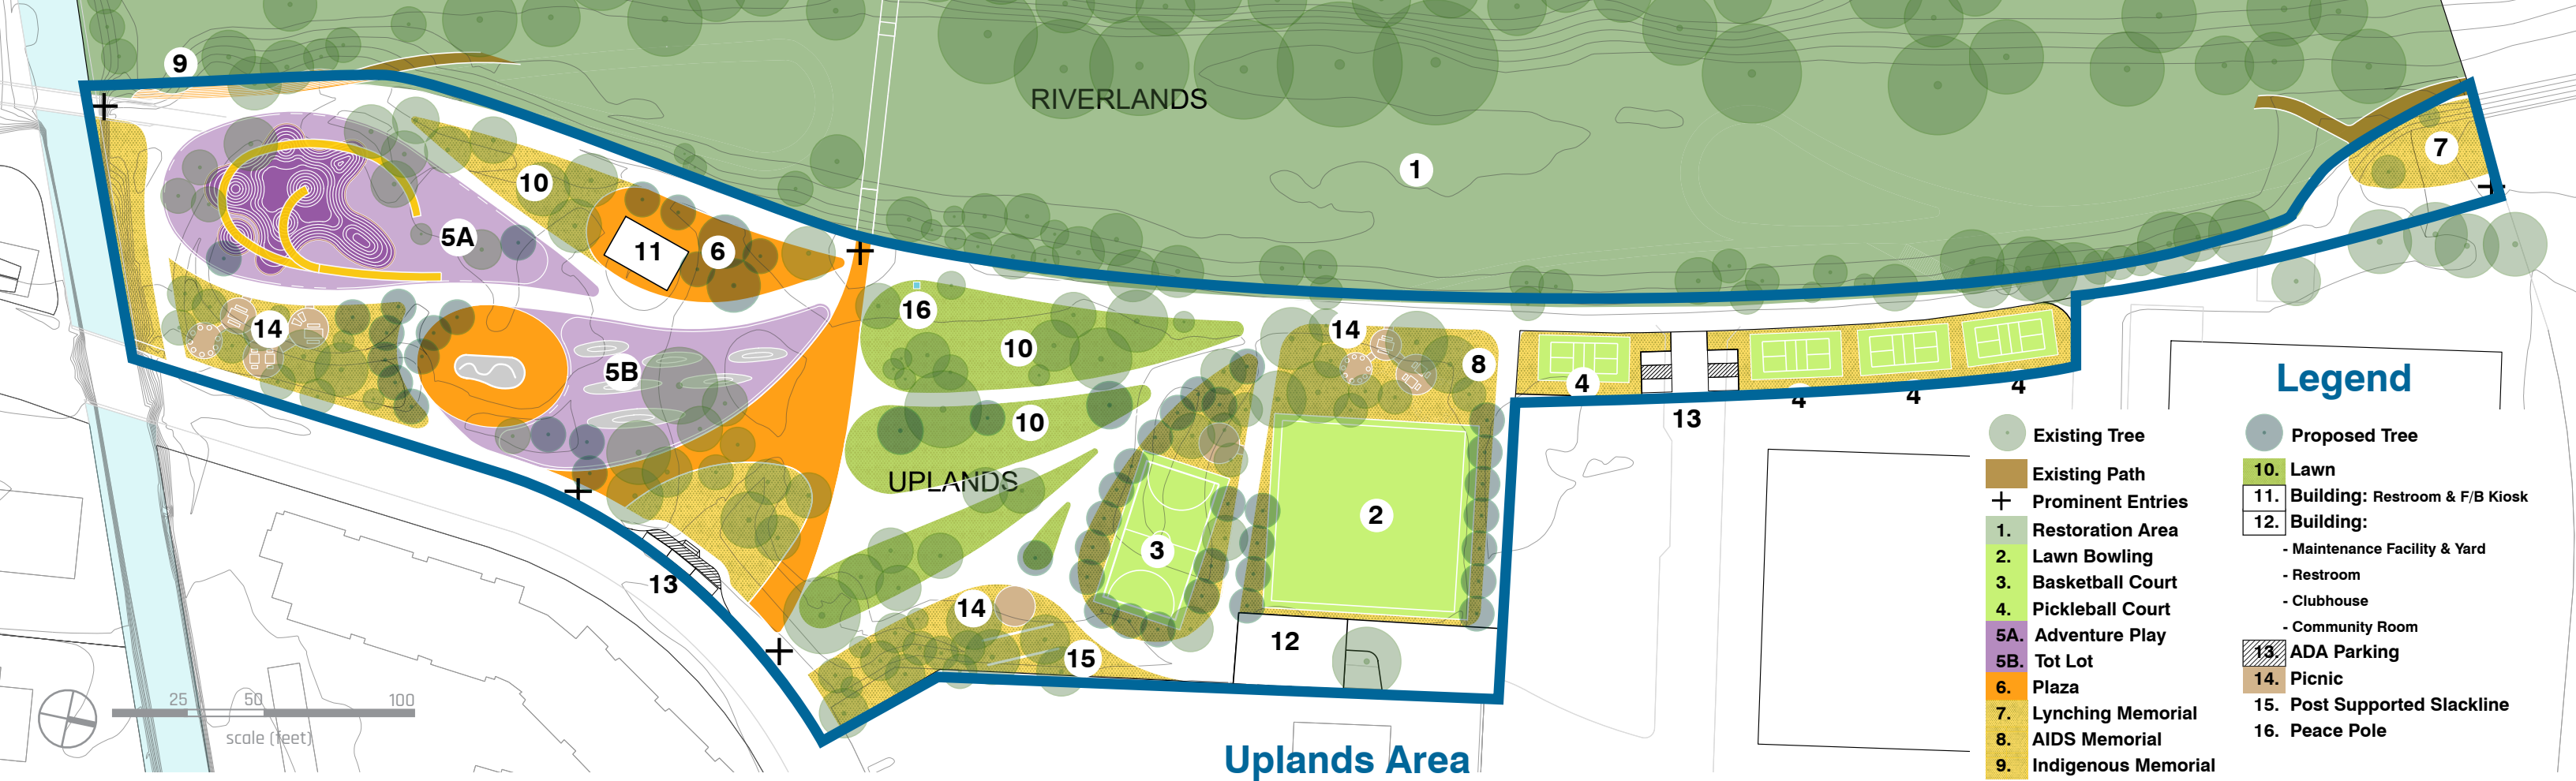 9
RIVERLANDS
1
7
10
5A
11
6
16
14
10
14
8
5B
4
4
4
4
13
10
UPLANDS
2
3
13
14
12
15
25 50 100
scale (feet)
Uplands Area
Legend
Existing Tree
Existing Path
Prominent Entries
1. Restoration Area
2. Lawn Bowling
3. Basketball Court
4. Pickleball Court
5A. Adventure Play
5B. Tot Lot
6. Plaza
7. Lynching Memorial
8. AIDS Memorial
9. Indigenous Memorial
Proposed Tree
10. Lawn
11. Building: Restroom & F/B Kiosk
12. Building:
- Maintenance Facility & Yard
- Restroom
- Clubhouse
- Community Room
13. ADA Parking
14. Picnic
15. Post Supported Slackline
16. Peace Pole